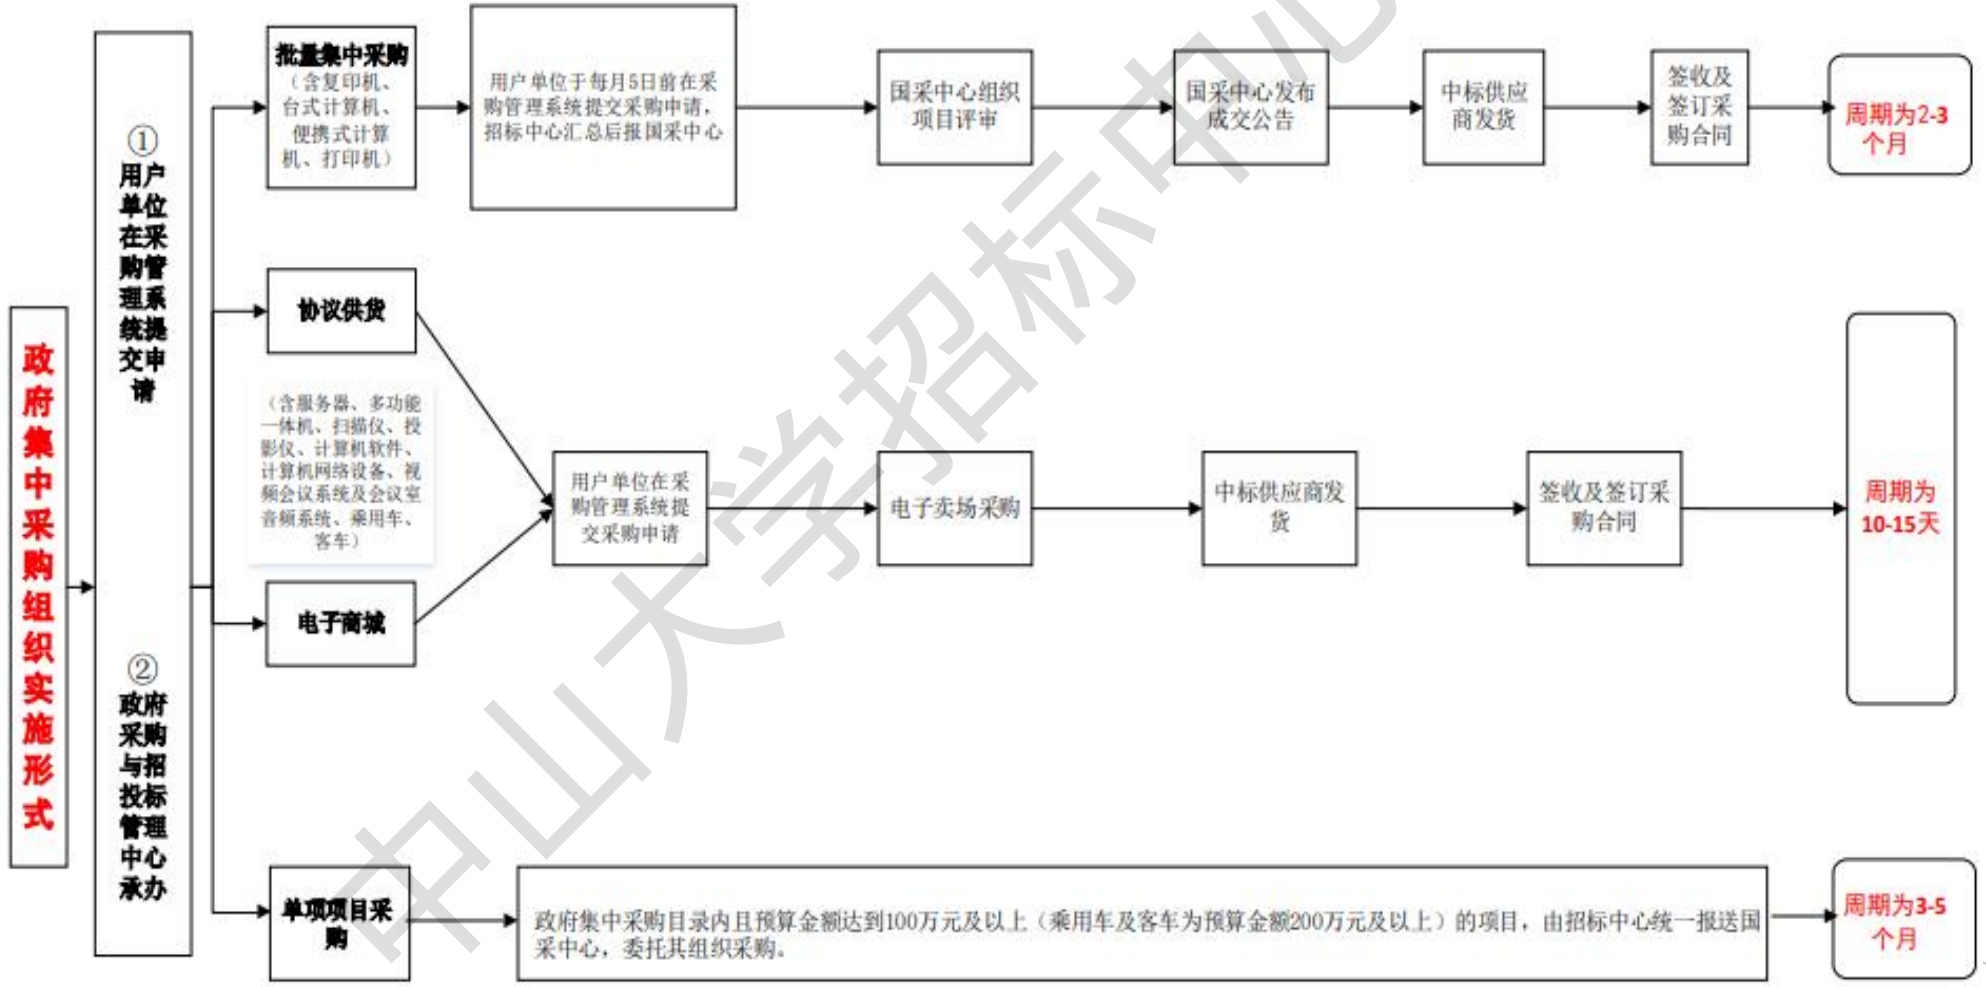 政
府
集
中
采
购
组
织
实
施
形
式
①
用户
单位
在采
购管
理系
统提
交申
请
②
政府
采购
与招
投标
管理
中心
承办
批量集中采购
（含复印机、
台式计算机、
便携式计算
机、打印机）
用户单位于每月5日前在采
购管理系统提交采购申请，
招标中心汇总后报国采中心
国采中心组织
项目评审
国采中心发布
成交公告
中标供应
商发货
签收及
签订采
购合同
周期为2-3
个月
协议供货
（含服务器、多功能
一体机、扫描仪、投
影仪、计算机软件、
计算机网络设备、视
频会议系统及会议室
音频系统、乘用车、
客车）
电子商城
用户单位在采
购管理系统提
交采购申请
电子卖场采购
中标供应商发
货
签收及签订采
购合同
周期为
10-15天
单项项目采
购
政府集中采购目录内且预算金额达到100万元及以上（乘用车及客车为预算金额200万元及以上）的项目，由招标中心统一报送国
采中心，委托其组织采购。
周期为3-5
个月
中山大学招标中心